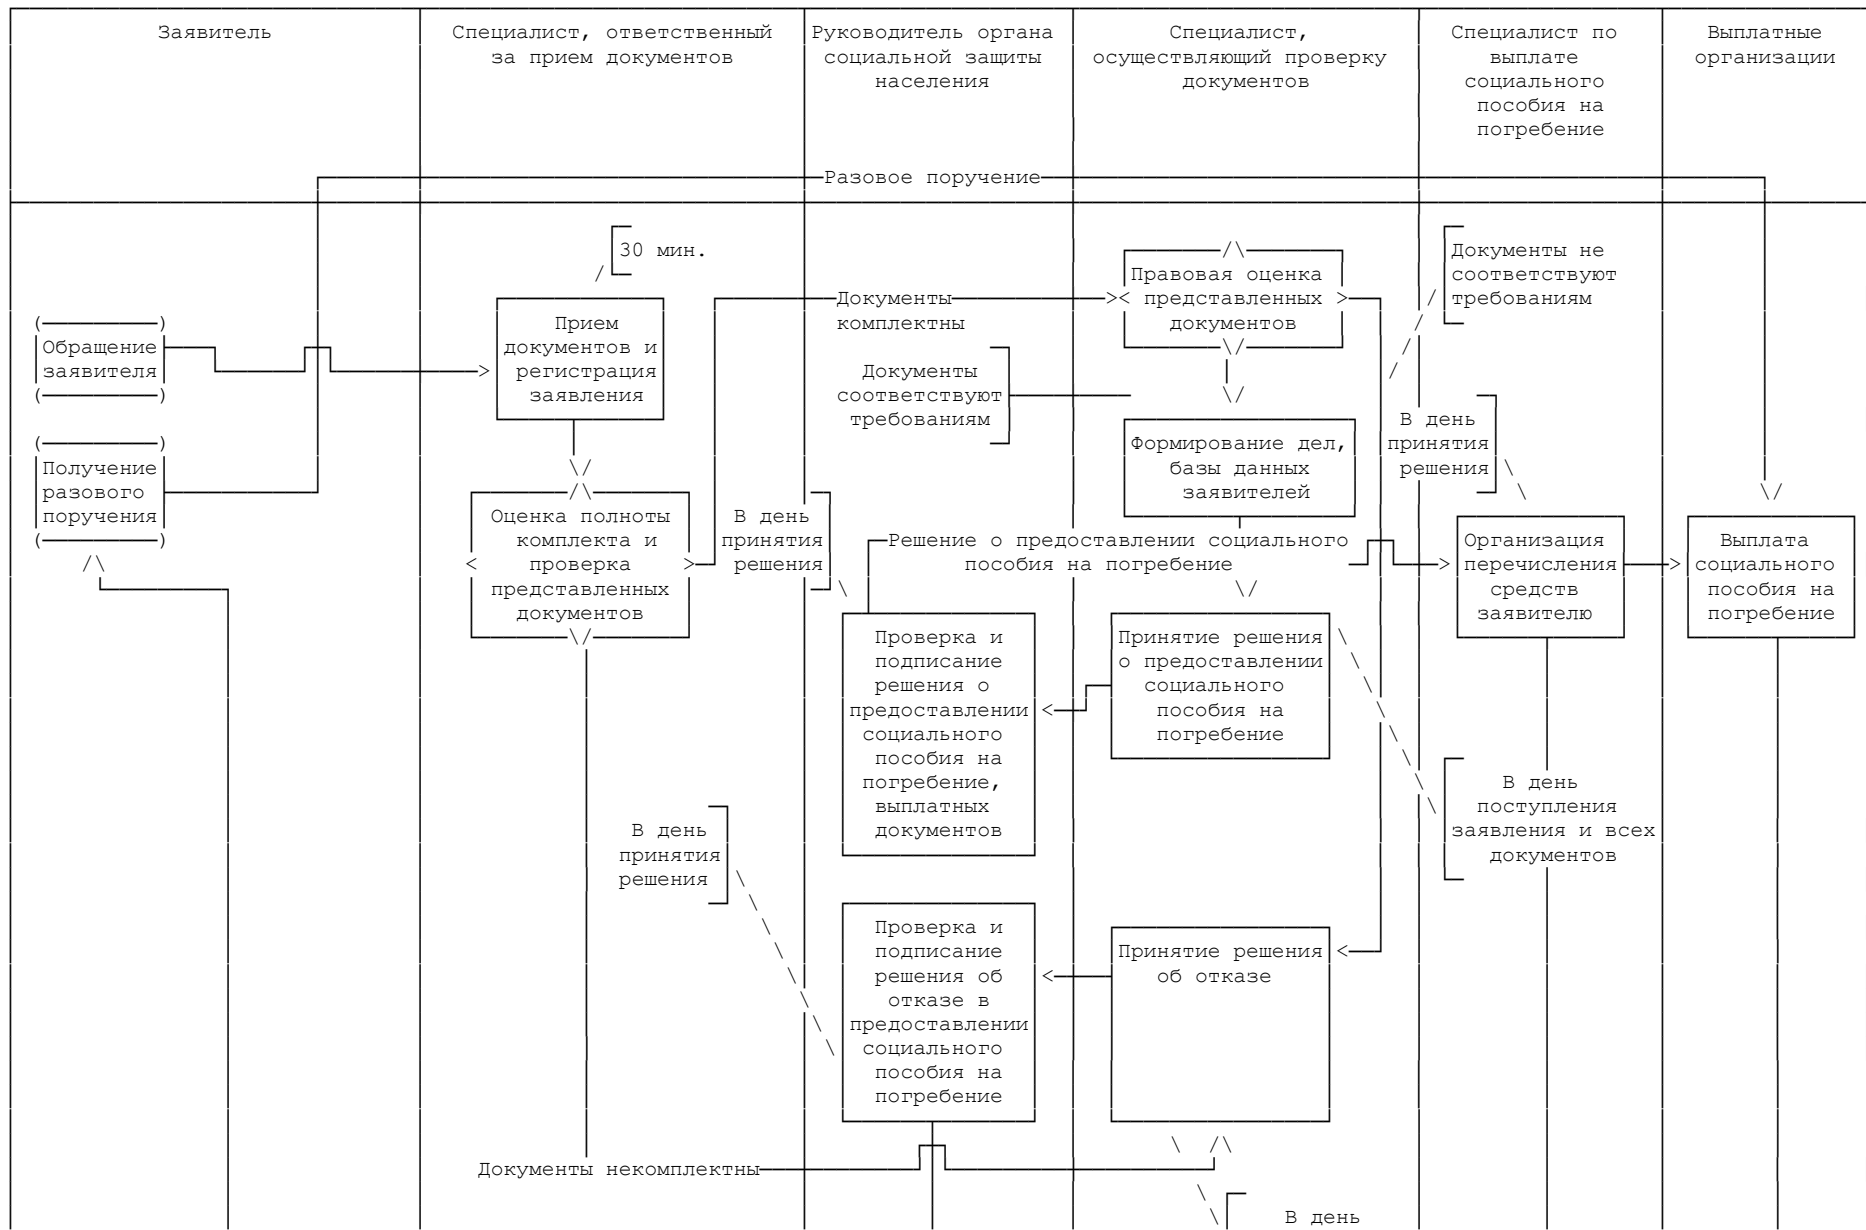 Заявитель
Специалист, ответственный
за прием документов
Руководитель органа
социальной защиты
населения
Специалист,
осуществляющий проверку
документов
Специалист по
выплате
социального
пособия на
погребение
Выплатные
организации
Разовое поручение
30 мин.
Прием
документов и
регистрация
заявления
Обращение
заявителя
Получение
разового
поручения
Оценка полноты
комплекта и
проверка
представленных
документов
Документы
комплектны
Правовая оценка
представленных
документов
Документы не
соответствуют
требованиям
Документы
соответствуют
требованиям
Формирование дел,
базы данных
заявителей
В день
принятия
решения
В день
принятия
решения
Решение о предоставлении социального
пособия на погребение
Организация
перечисления
средств
заявителю
Выплата
социального
пособия на
погребение
Проверка и
подписание
решения о
предоставлении
социального
пособия на
погребение,
выплатных
документов
Принятие решения
о предоставлении
социального
пособия на
погребение
В день
поступления
заявления и всех
документов
В день
принятия
решения
Проверка и
подписание
решения об
отказе в
предоставлении
социального
пособия на
погребение
Принятие решения
об отказе
Документы некомплектны
В день